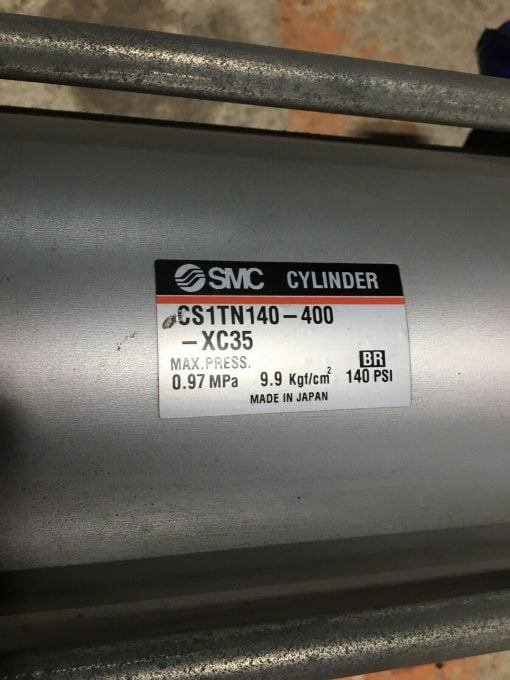 SMC CYLINDER
CS1TN140-400
-XC35
MAX.PRESS. BR
0.97 MPa 9.9 Kgf/cm² 140 PSI
MADE IN JAPAN